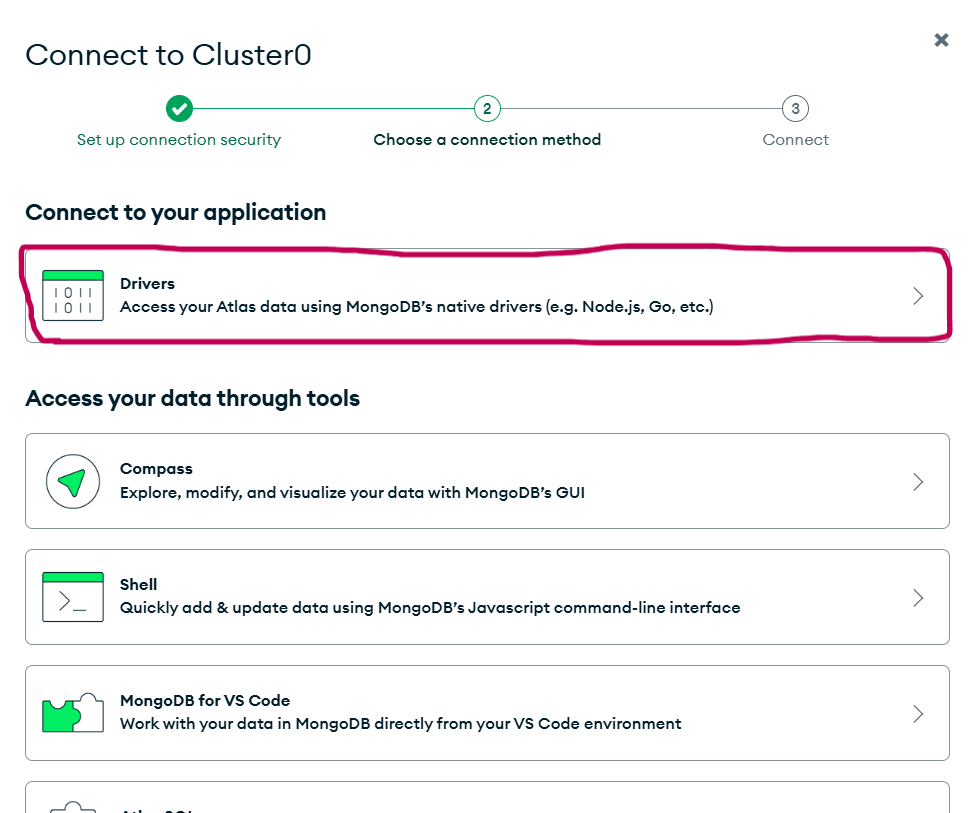 Connect to Cluster0
2
3
Set up connection security
Choose a connection method
Connect
Connect to your application
Drivers
Access your Atlas data using MongoDB's native drivers (e.g. Node.js, Go, etc.)
Access your data through tools
Compass
Explore, modify, and visualize your data with MongoDB's GUI
Shell
Quickly add & update data using MongoDB's Javascript command-line interface
MongoDB for VS Code
Work with your data in MongoDB directly from your VS Code environment